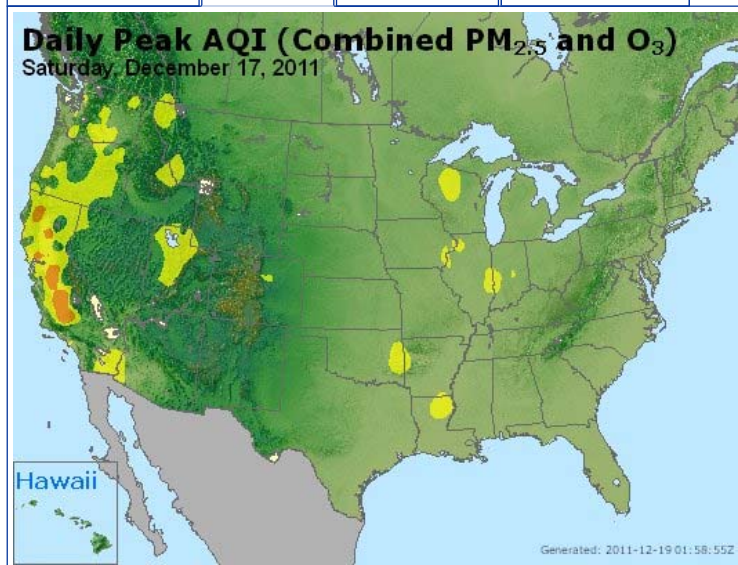 Daily Peak AQI (Combined PM2.5 and O3)
Saturday, December 17, 2011
Hawaii
Generated: 2011-12-19 01:58:55Z